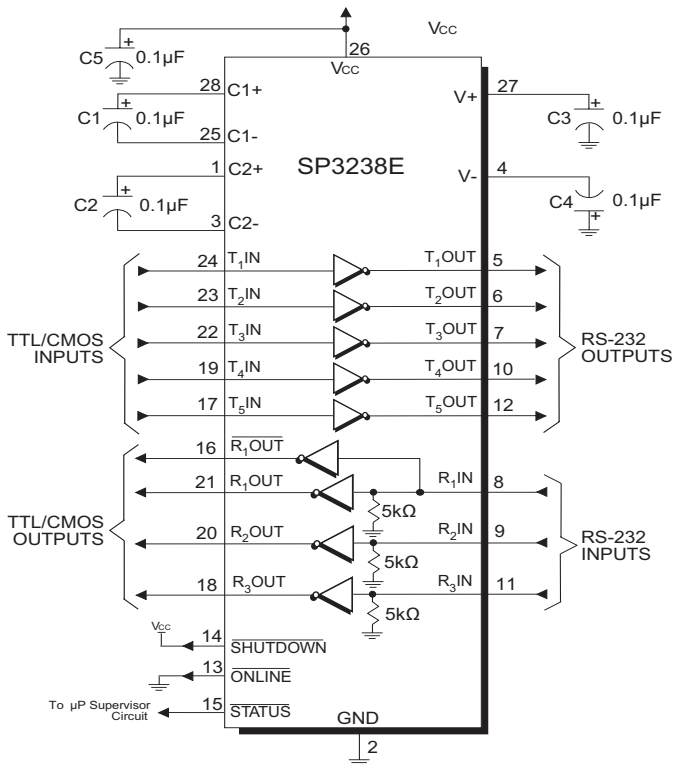 VCC
26
VCC
C5 + 0.1µF
28 C1+
C1 + 0.1µF
25 C1-
1 C2+
C2 + 0.1µF
3 C2-
SP3238E
V+ 27
C3 + 0.1µF
V- 4
C4 + 0.1µF
TTL/CMOS
INPUTS
24 T1IN T1OUT 5
23 T2IN T2OUT 6
22 T3IN T3OUT 7
19 T4IN T4OUT 10
17 T5IN T5OUT 12
RS-232
OUTPUTS
TTL/CMOS
OUTPUTS
16 R1OUT
21 R1OUT R1IN 8
5kΩ
20 R2OUT R2IN 9
5kΩ
18 R3OUT R3IN 11
5kΩ
RS-232
INPUTS
VCC
14 SHUTDOWN
13 ONLINE
To µP Supervisor
Circuit
15 STATUS
GND
2